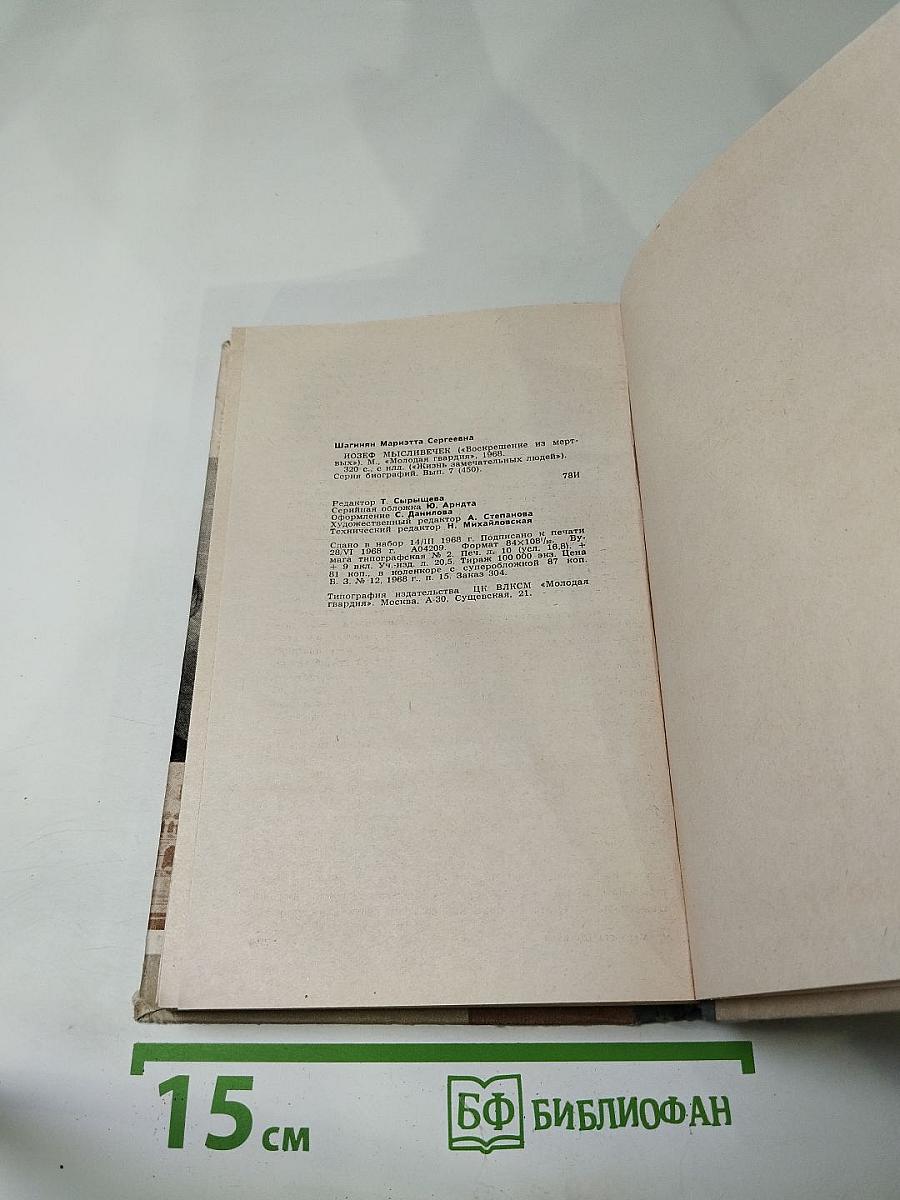 Шагинян Мариэтта Сергеевна
ИОЗЕФ МЫСЛИВЕЧЕК («Воскрешение из мерт-
вых»). М., «Молодая гвардия», 1968.
320 с., с илл. («Жизнь замечательных людей»).
Серия биографий. Вып. 7 (450).
78И
Редактор Т. Сырыщева
Серийная обложка Ю. Арндта
Оформление С. Данилова
Художественный редактор А. Степанова
Технический редактор Н. Михайловская
Сдано в набор 14/III 1968 г. Подписано к печати
28/VI 1968 г. А04209. Формат 84×108¹/₃₂. Бу-
мага типографская № 2. Печ. л. 10 (усл. 16,8). +
+ 9 вкл. Уч.-изд. л. 20,5. Тираж 100 000 экз. Цена
81 коп., в коленкоре с суперобложкой 87 коп.
Б. З. № 12, 1968 г., п. 15. Заказ 304.
Типография издательства ЦК ВЛКСМ «Молодая
гвардия». Москва, А-30, Сущевская, 21.
15 см
БФ БИБЛИОФАН